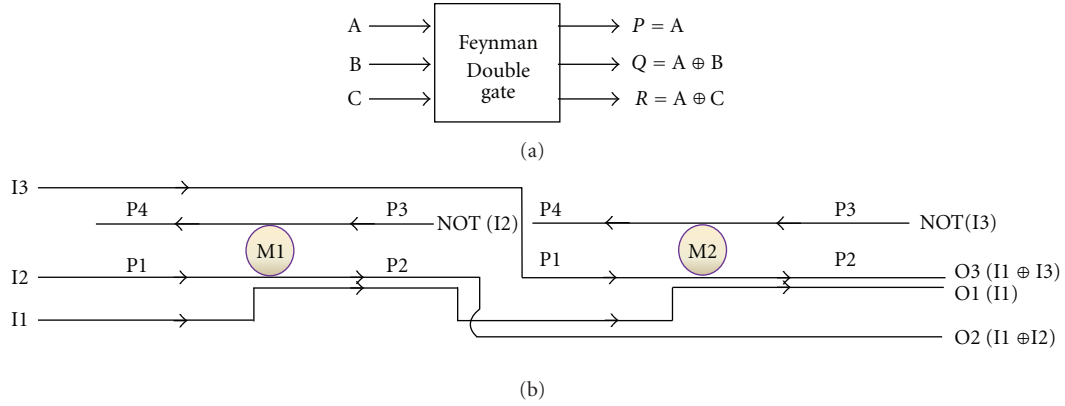 A
B
C
Feynman
Double
gate
P = A
Q = A ⊕ B
R = A ⊕ C
(a)
I3
P4
P3
NOT (I2)
P4
P3
NOT(I3)
M1
M2
I2
P1
P2
P1
P2
O3 (I1 ⊕ I3)
O1 (I1)
I1
O2 (I1 ⊕I2)
(b)